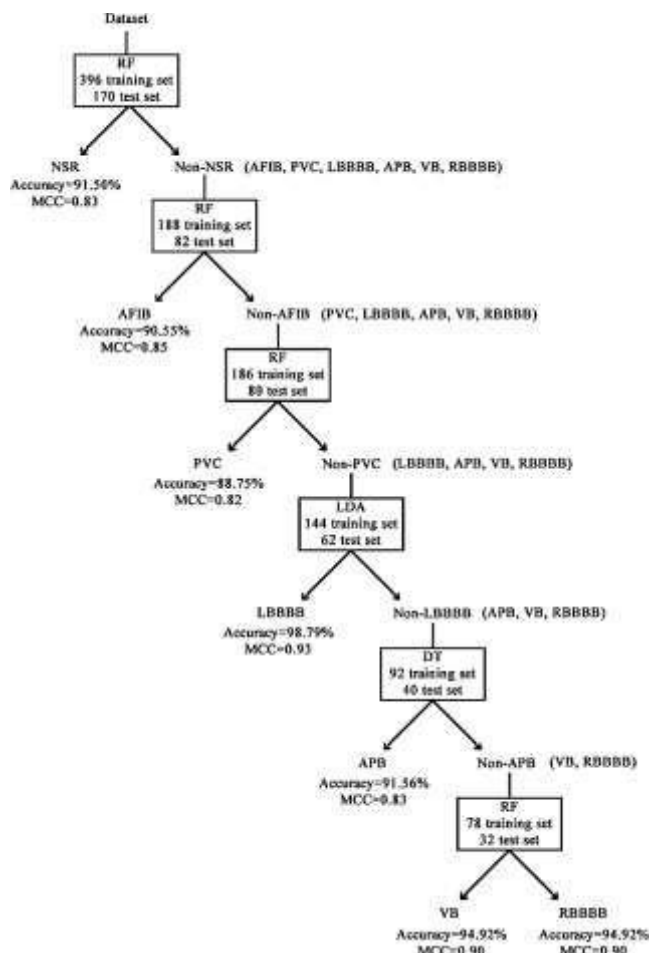 Dataset
RF
396 training set
170 test set
NSR
Accuracy=91.50%
MCC=0.83
Non-NSR (AFIB, PVC, LBBBB, APB, VB, RBBBB)
RF
188 training set
82 test set
AFIB
Accuracy=90.55%
MCC=0.85
Non-AFIB (PVC, LBBBB, APB, VB, RBBBB)
RF
186 training set
80 test set
PVC
Accuracy=88.75%
MCC=0.82
Non-PVC (LBBBB, APB, VB, RBBBB)
LDA
144 training set
62 test set
LBBBB
Accuracy=98.79%
MCC=0.93
Non-LBBBB (APB, VB, RBBBB)
DT
92 training set
40 test set
APB
Accuracy=91.56%
MCC=0.83
Non-APB (VB, RBBBB)
RF
78 training set
32 test set
VB
Accuracy=94.92%
MCC=0.90
RBBBB
Accuracy=94.92%
MCC=0.90